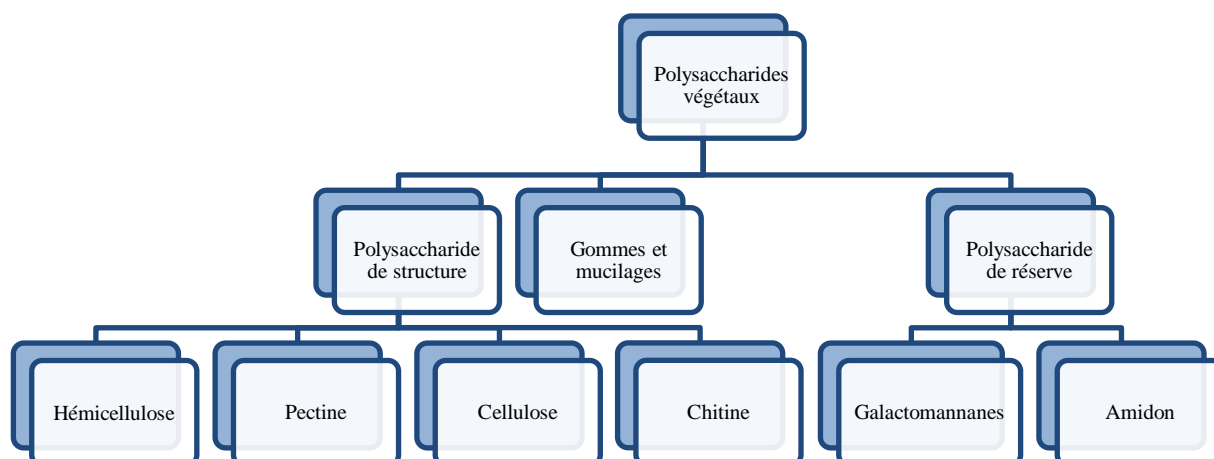 Polysaccharides
végétaux
Polysaccharide
de structure
Gommes et
mucilages
Polysaccharide
de réserve
Hémicellulose
Pectine
Cellulose
Chitine
Galactomannanes
Amidon